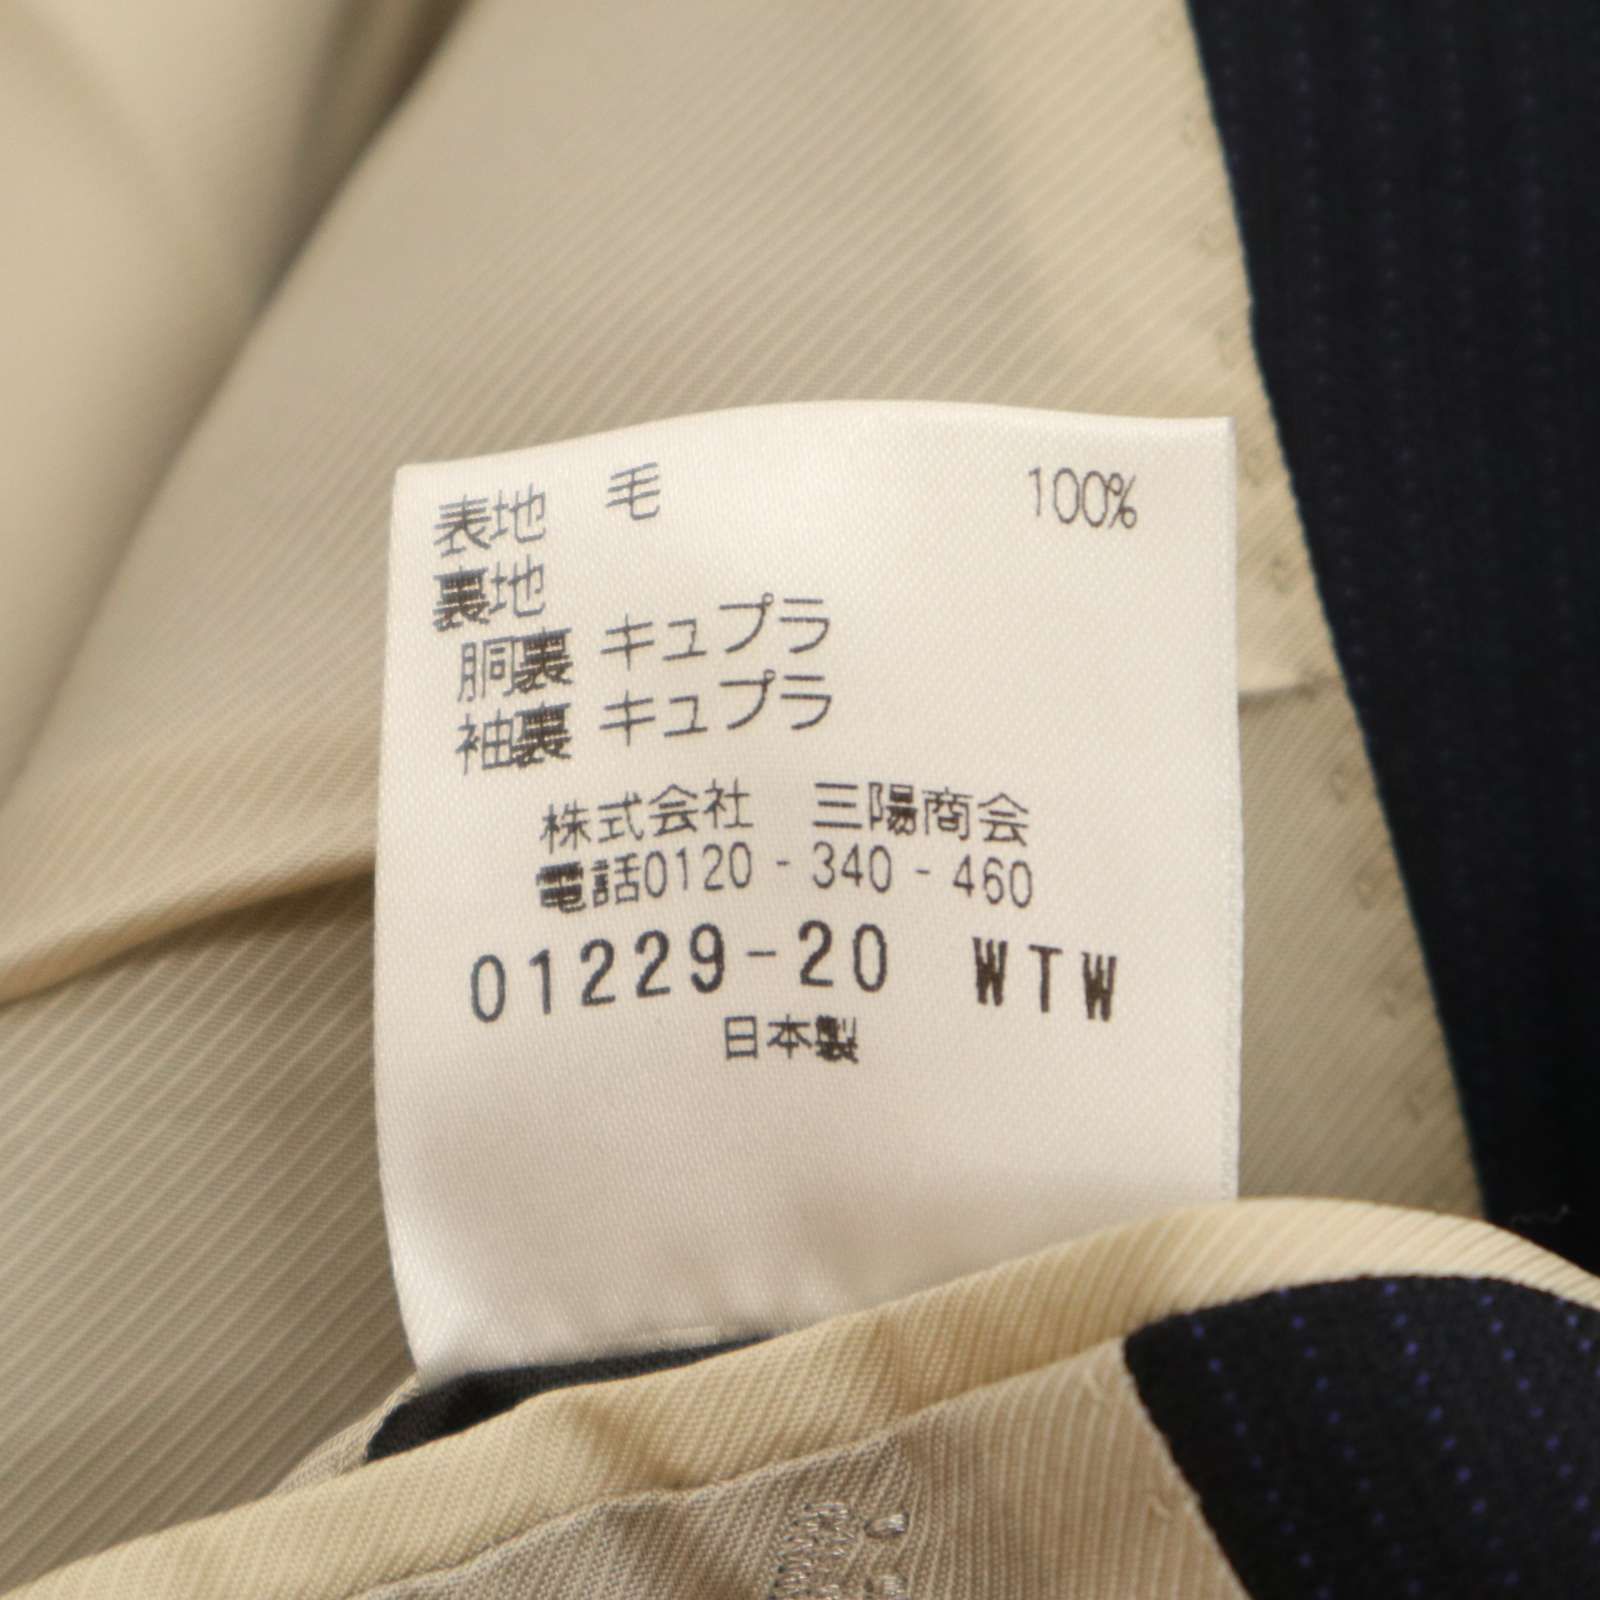 表地 毛 100%
裏地
胴裏 キュプラ
袖裏 キュプラ
株式会社 三陽商会
電話0120-340-460
01229-20 WTW
日本製